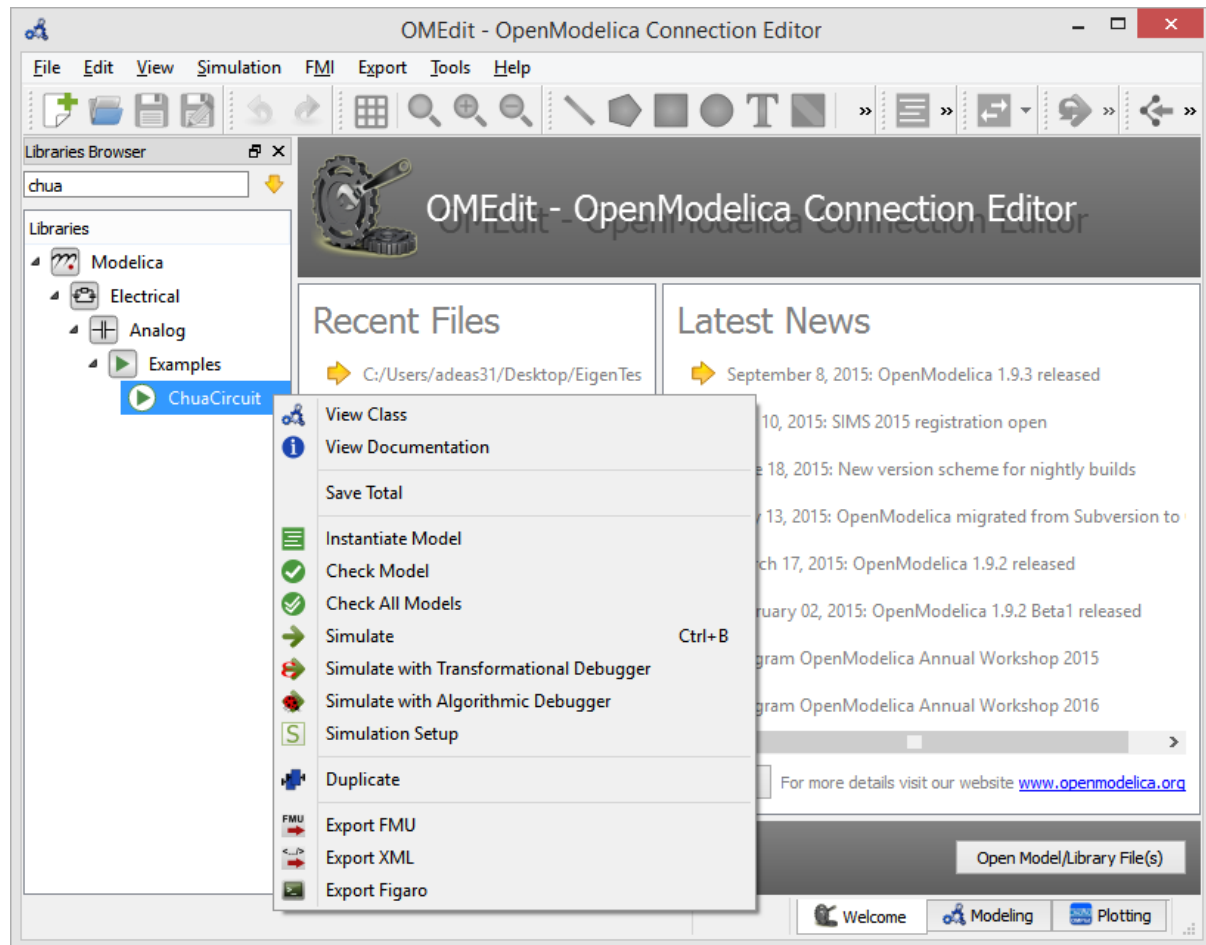 OMEdit - OpenModelica Connection Editor
File Edit View Simulation FMI Export Tools Help
Libraries Browser
chua
Libraries
Modelica
Electrical
Analog
Examples
ChuaCircuit
OMEdit - OpenModelica Connection Editor
Recent Files
C:/Users/adeas31/Desktop/EigenTes
Latest News
September 8, 2015: OpenModelica 1.9.3 released
10, 2015: SIMS 2015 registration open
18, 2015: New version scheme for nightly builds
13, 2015: OpenModelica migrated from Subversion to
17, 2015: OpenModelica 1.9.2 released
02, 2015: OpenModelica 1.9.2 Beta1 released
OpenModelica Annual Workshop 2015
OpenModelica Annual Workshop 2016
For more details visit our website www.openmodelica.org
Open Model/Library File(s)
View Class
View Documentation
Save Total
Instantiate Model
Check Model
Check All Models
Simulate Ctrl+B
Simulate with Transformational Debugger
Simulate with Algorithmic Debugger
S Simulation Setup
Duplicate
FMU Export FMU
Export XML
Export Figaro
Welcome Modeling Plotting